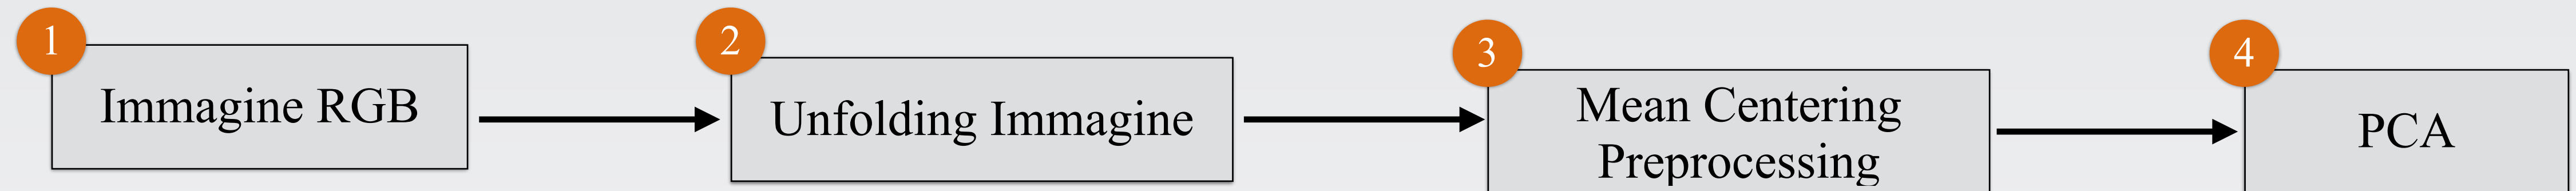 1
Immagine RGB
2
Unfolding Immagine
3
Mean Centering
Preprocessing
4
PCA